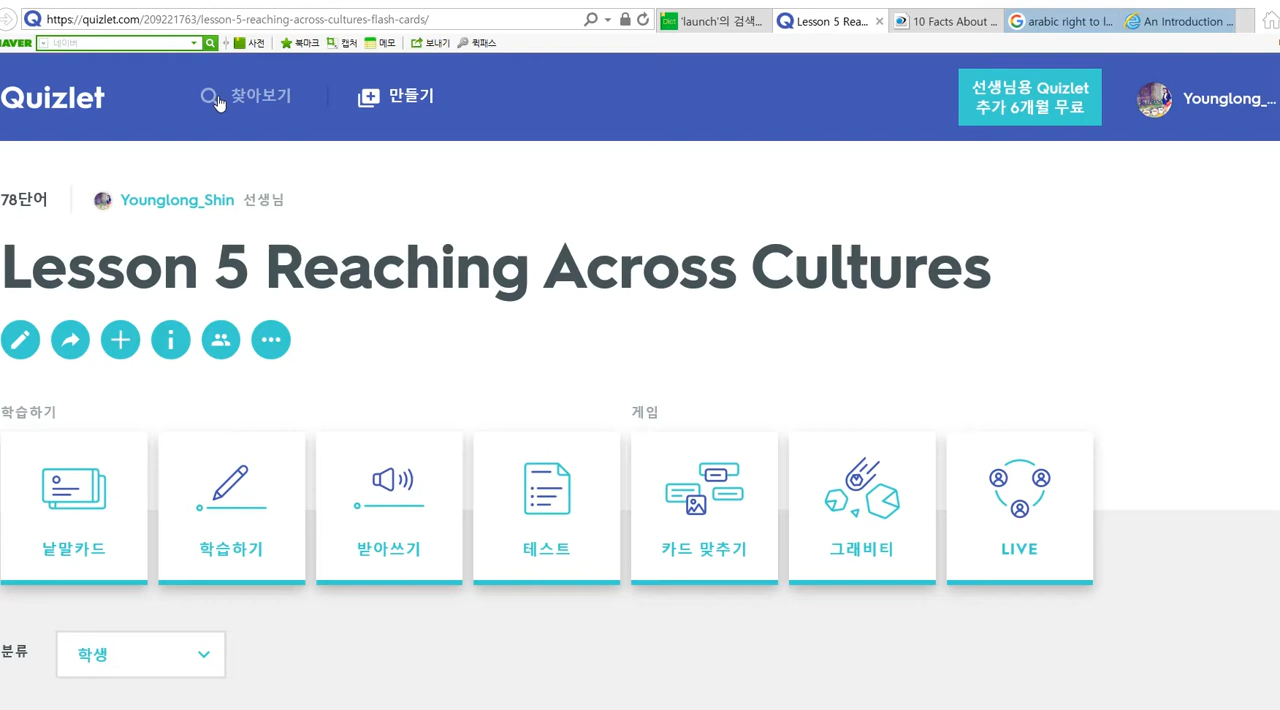 https://quizlet.com/209221763/lesson-5-reaching-across-cultures-flash-cards/
'launch'의 검색...
Lesson 5 Rea...
10 Facts About ...
arabic right to l...
An Introduction ...
NAVER
네이버
사전
북마크
캡처
메모
보내기
퀵패스
Quizlet
찾아보기
만들기
선생님용 Quizlet
추가 6개월 무료
Younglong_...
78단어
Younglong_Shin 선생님
Lesson 5 Reaching Across Cultures
학습하기
게임
낱말카드
학습하기
받아쓰기
테스트
카드 맞추기
그래비티
LIVE
분류
학생